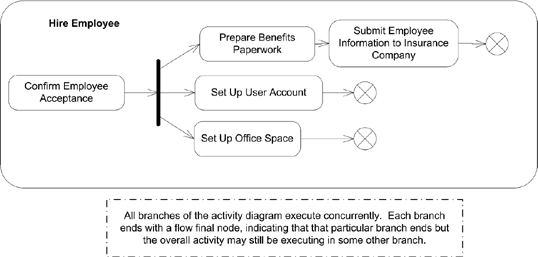 Hire Employee
Prepare Benefits
Paperwork
Submit Employee
Information to Insurance
Company
Confirm Employee
Acceptance
Set Up User Account
Set Up Office Space
All branches of the activity diagram execute concurrently.  Each branch
ends with a flow final node, indicating that that particular branch ends but
the overall activity may still be executing in some other branch.